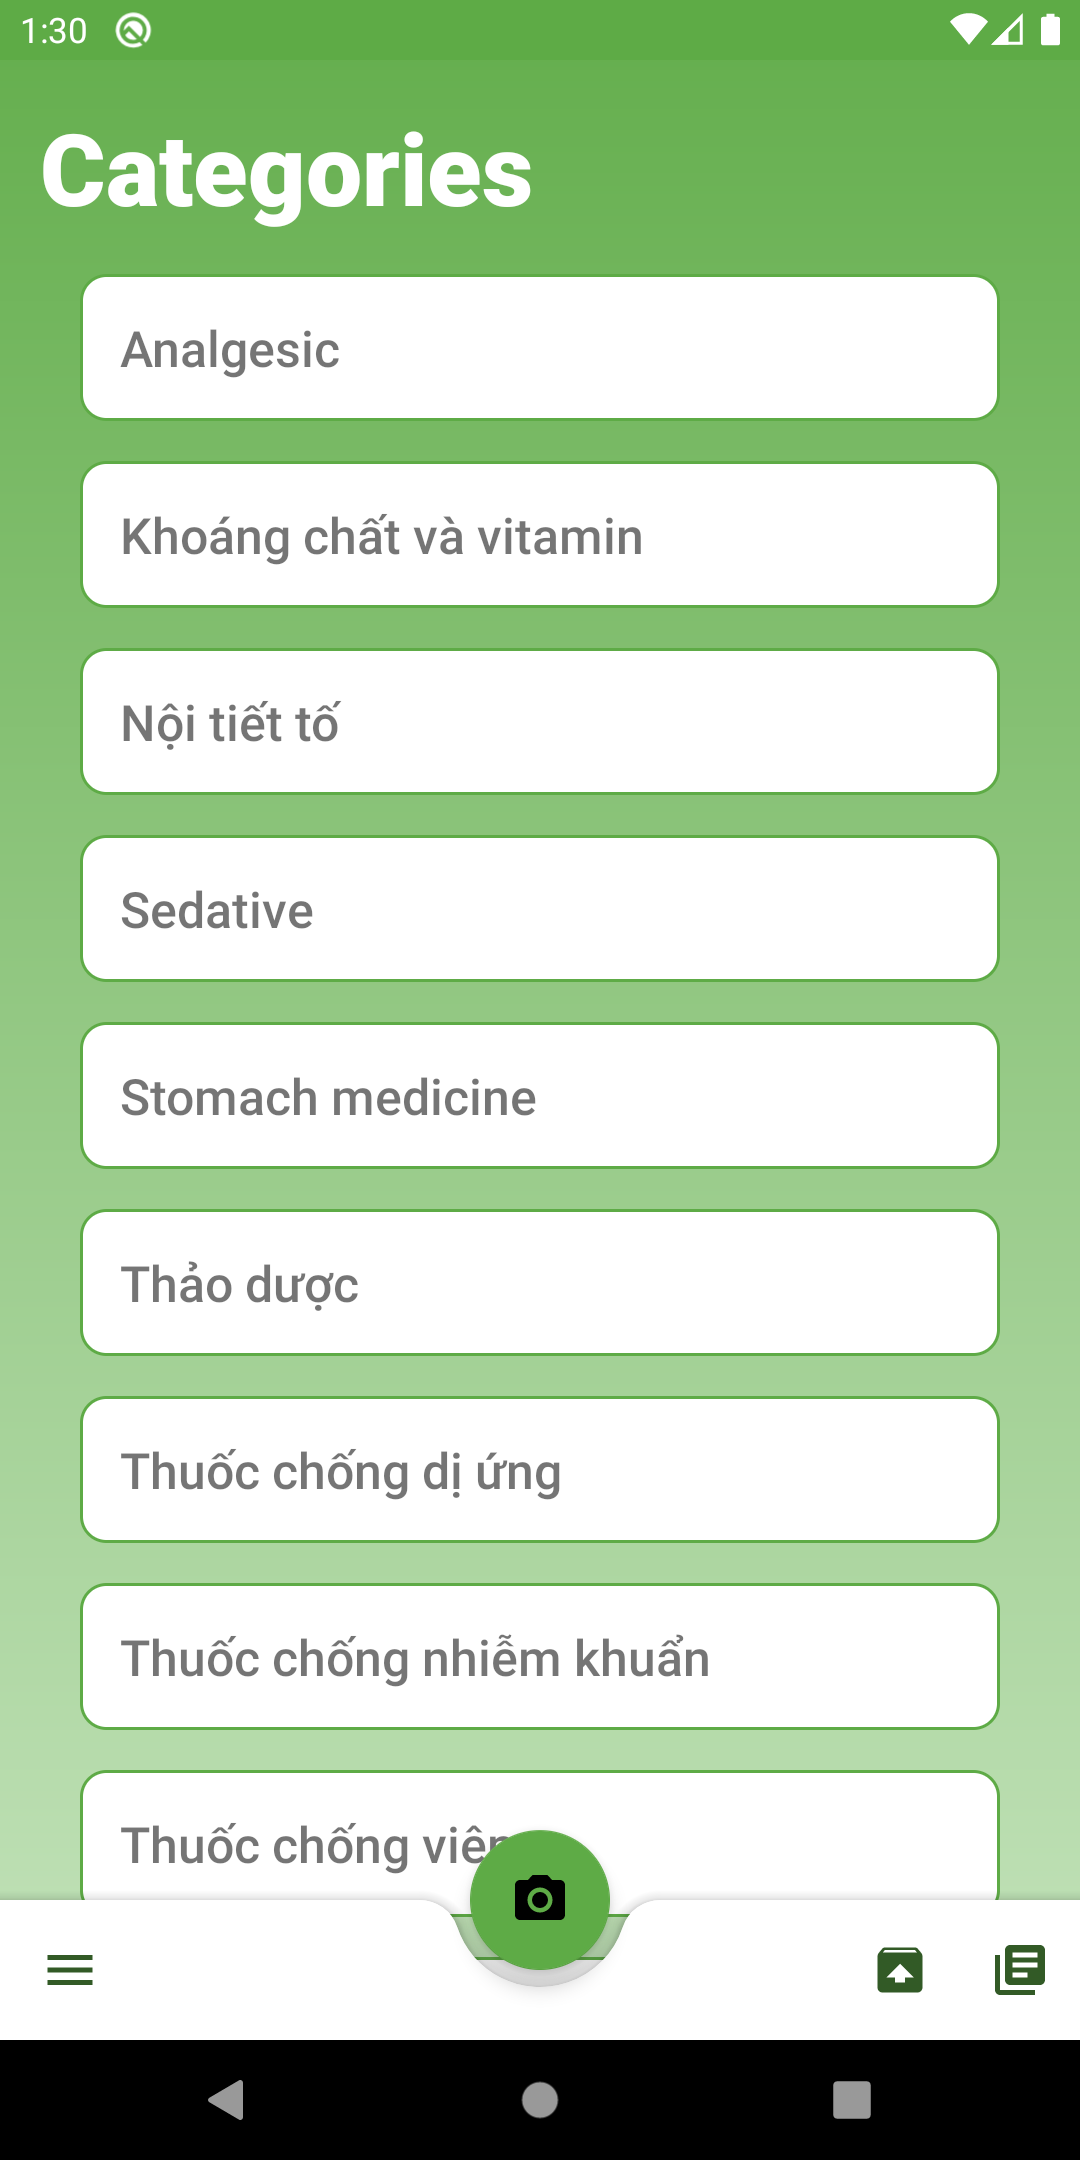 1:30
Categories
Analgesic
Khoáng chất và vitamin
Nội tiết tố
Sedative
Stomach medicine
Thảo dược
Thuốc chống dị ứng
Thuốc chống nhiễm khuẩn
Thuốc chống